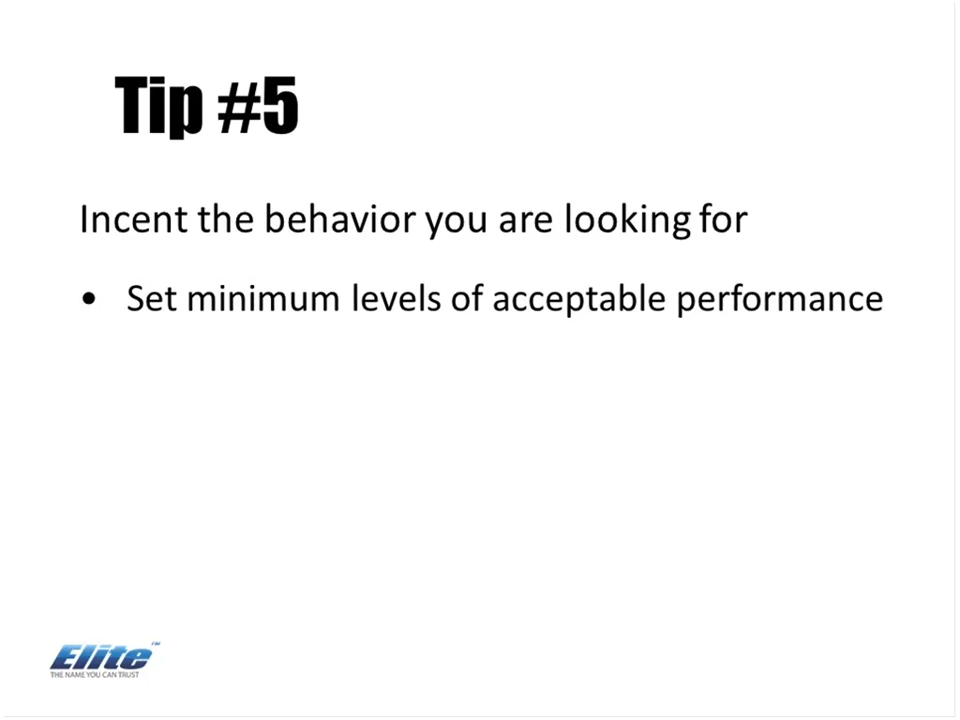 Tip #5
Incent the behavior you are looking for
• Set minimum levels of acceptable performance
Elite™
THE NAME YOU CAN TRUST